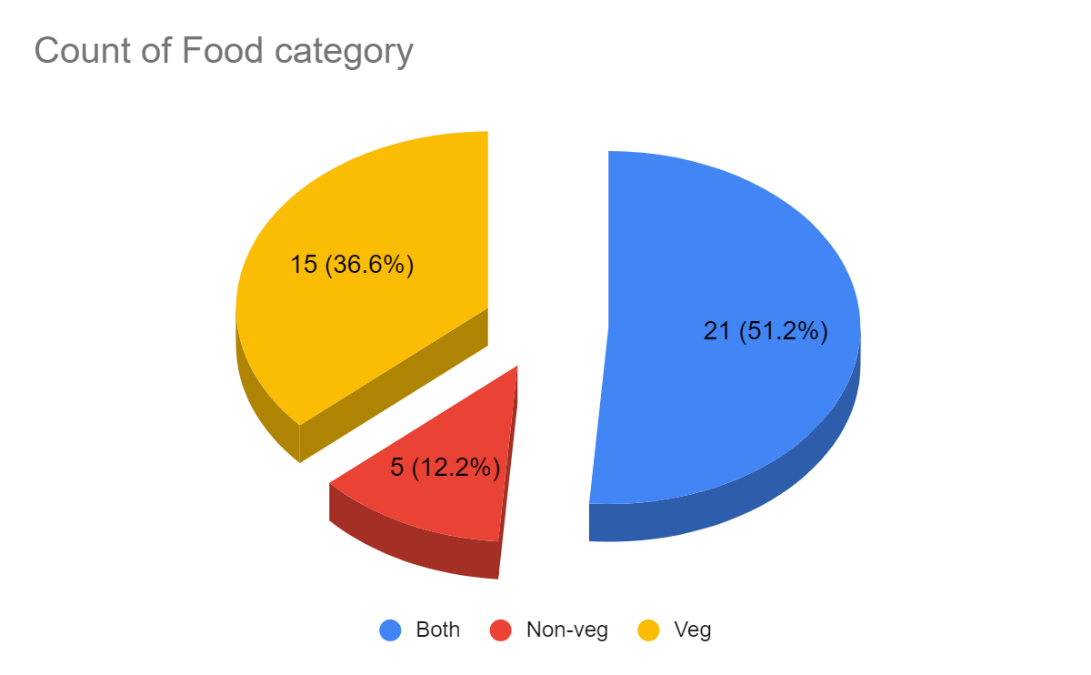 Count of Food category
15 (36.6%)
21 (51.2%)
5 (12.2%)
Both
Non-veg
Veg